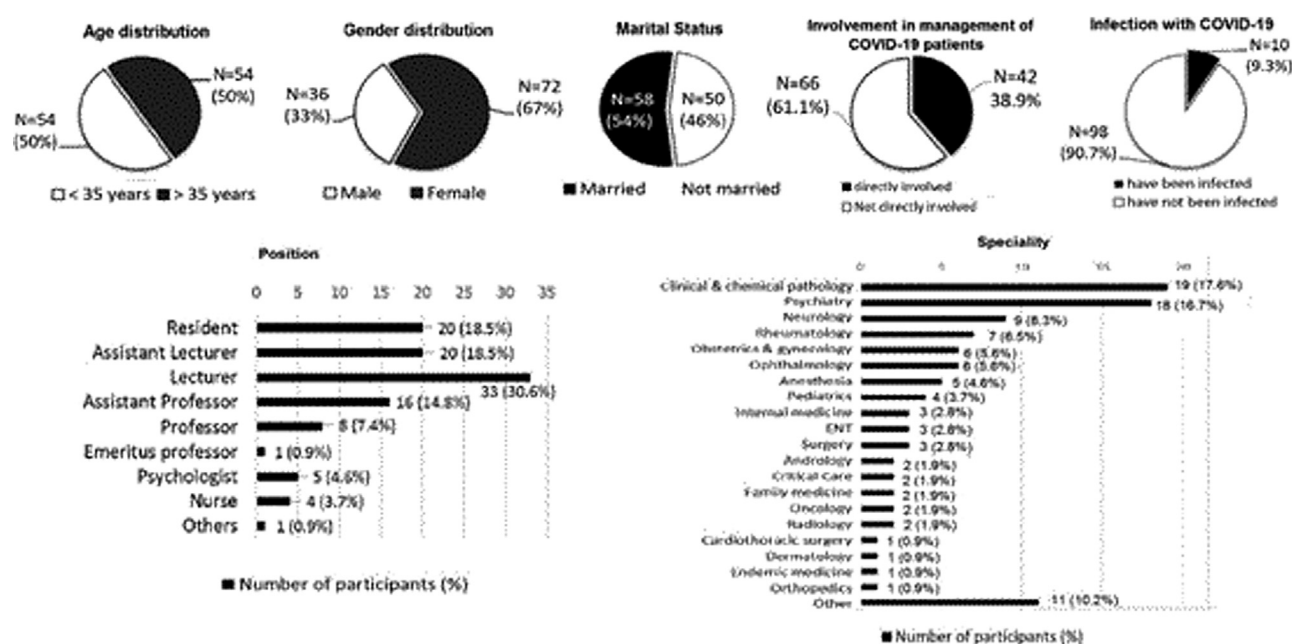 Age distribution
N=54
(50%)
N=54
(50%)
< 35 years > 35 years
Gender distribution
N=36
(33%)
N=72
(67%)
Male Female
Marital Status
N=58
(54%)
N=50
(46%)
Married Not married
Involvement in management of
COVID-19 patients
N=66
(61.1%)
N=42
38.9%
directly involved
Not directly involved
Infection with COVID-19
N=10
(9.3%)
N=98
(90.7%)
have been infected
have not been infected
Position
0 5 10 15 20 25 30 35
Resident 20 (18.5%)
Assistant Lecturer 20 (18.5%)
Lecturer 33 (30.6%)
Assistant Professor 16 (14.8%)
Professor 8 (7.4%)
Emeritus professor 1 (0.9%)
Psychologist 5 (4.6%)
Nurse 4 (3.7%)
Others 1 (0.9%)
Number of participants (%)
Speciality
0 5 10 15 20
Clinical & chemical pathology 19 (17.6%)
Psychiatry 18 (16.7%)
Neurology 9 (8.3%)
Rheumatology 7 (6.5%)
Obstetrics & gynecology 6 (5.6%)
Ophthalmology 6 (5.6%)
Anesthesia 5 (4.6%)
Pediatrics 4 (3.7%)
Internal medicine 3 (2.8%)
ENT 3 (2.8%)
Surgery 3 (2.8%)
Andrology 2 (1.9%)
Critical Care 2 (1.9%)
Family medicine 2 (1.9%)
Oncology 2 (1.9%)
Radiology 2 (1.9%)
Cardiothoracic surgery 1 (0.9%)
Dermatology 1 (0.9%)
Endemic medicine 1 (0.9%)
Orthopedics 1 (0.9%)
Other 11 (10.2%)
Number of participants (%)